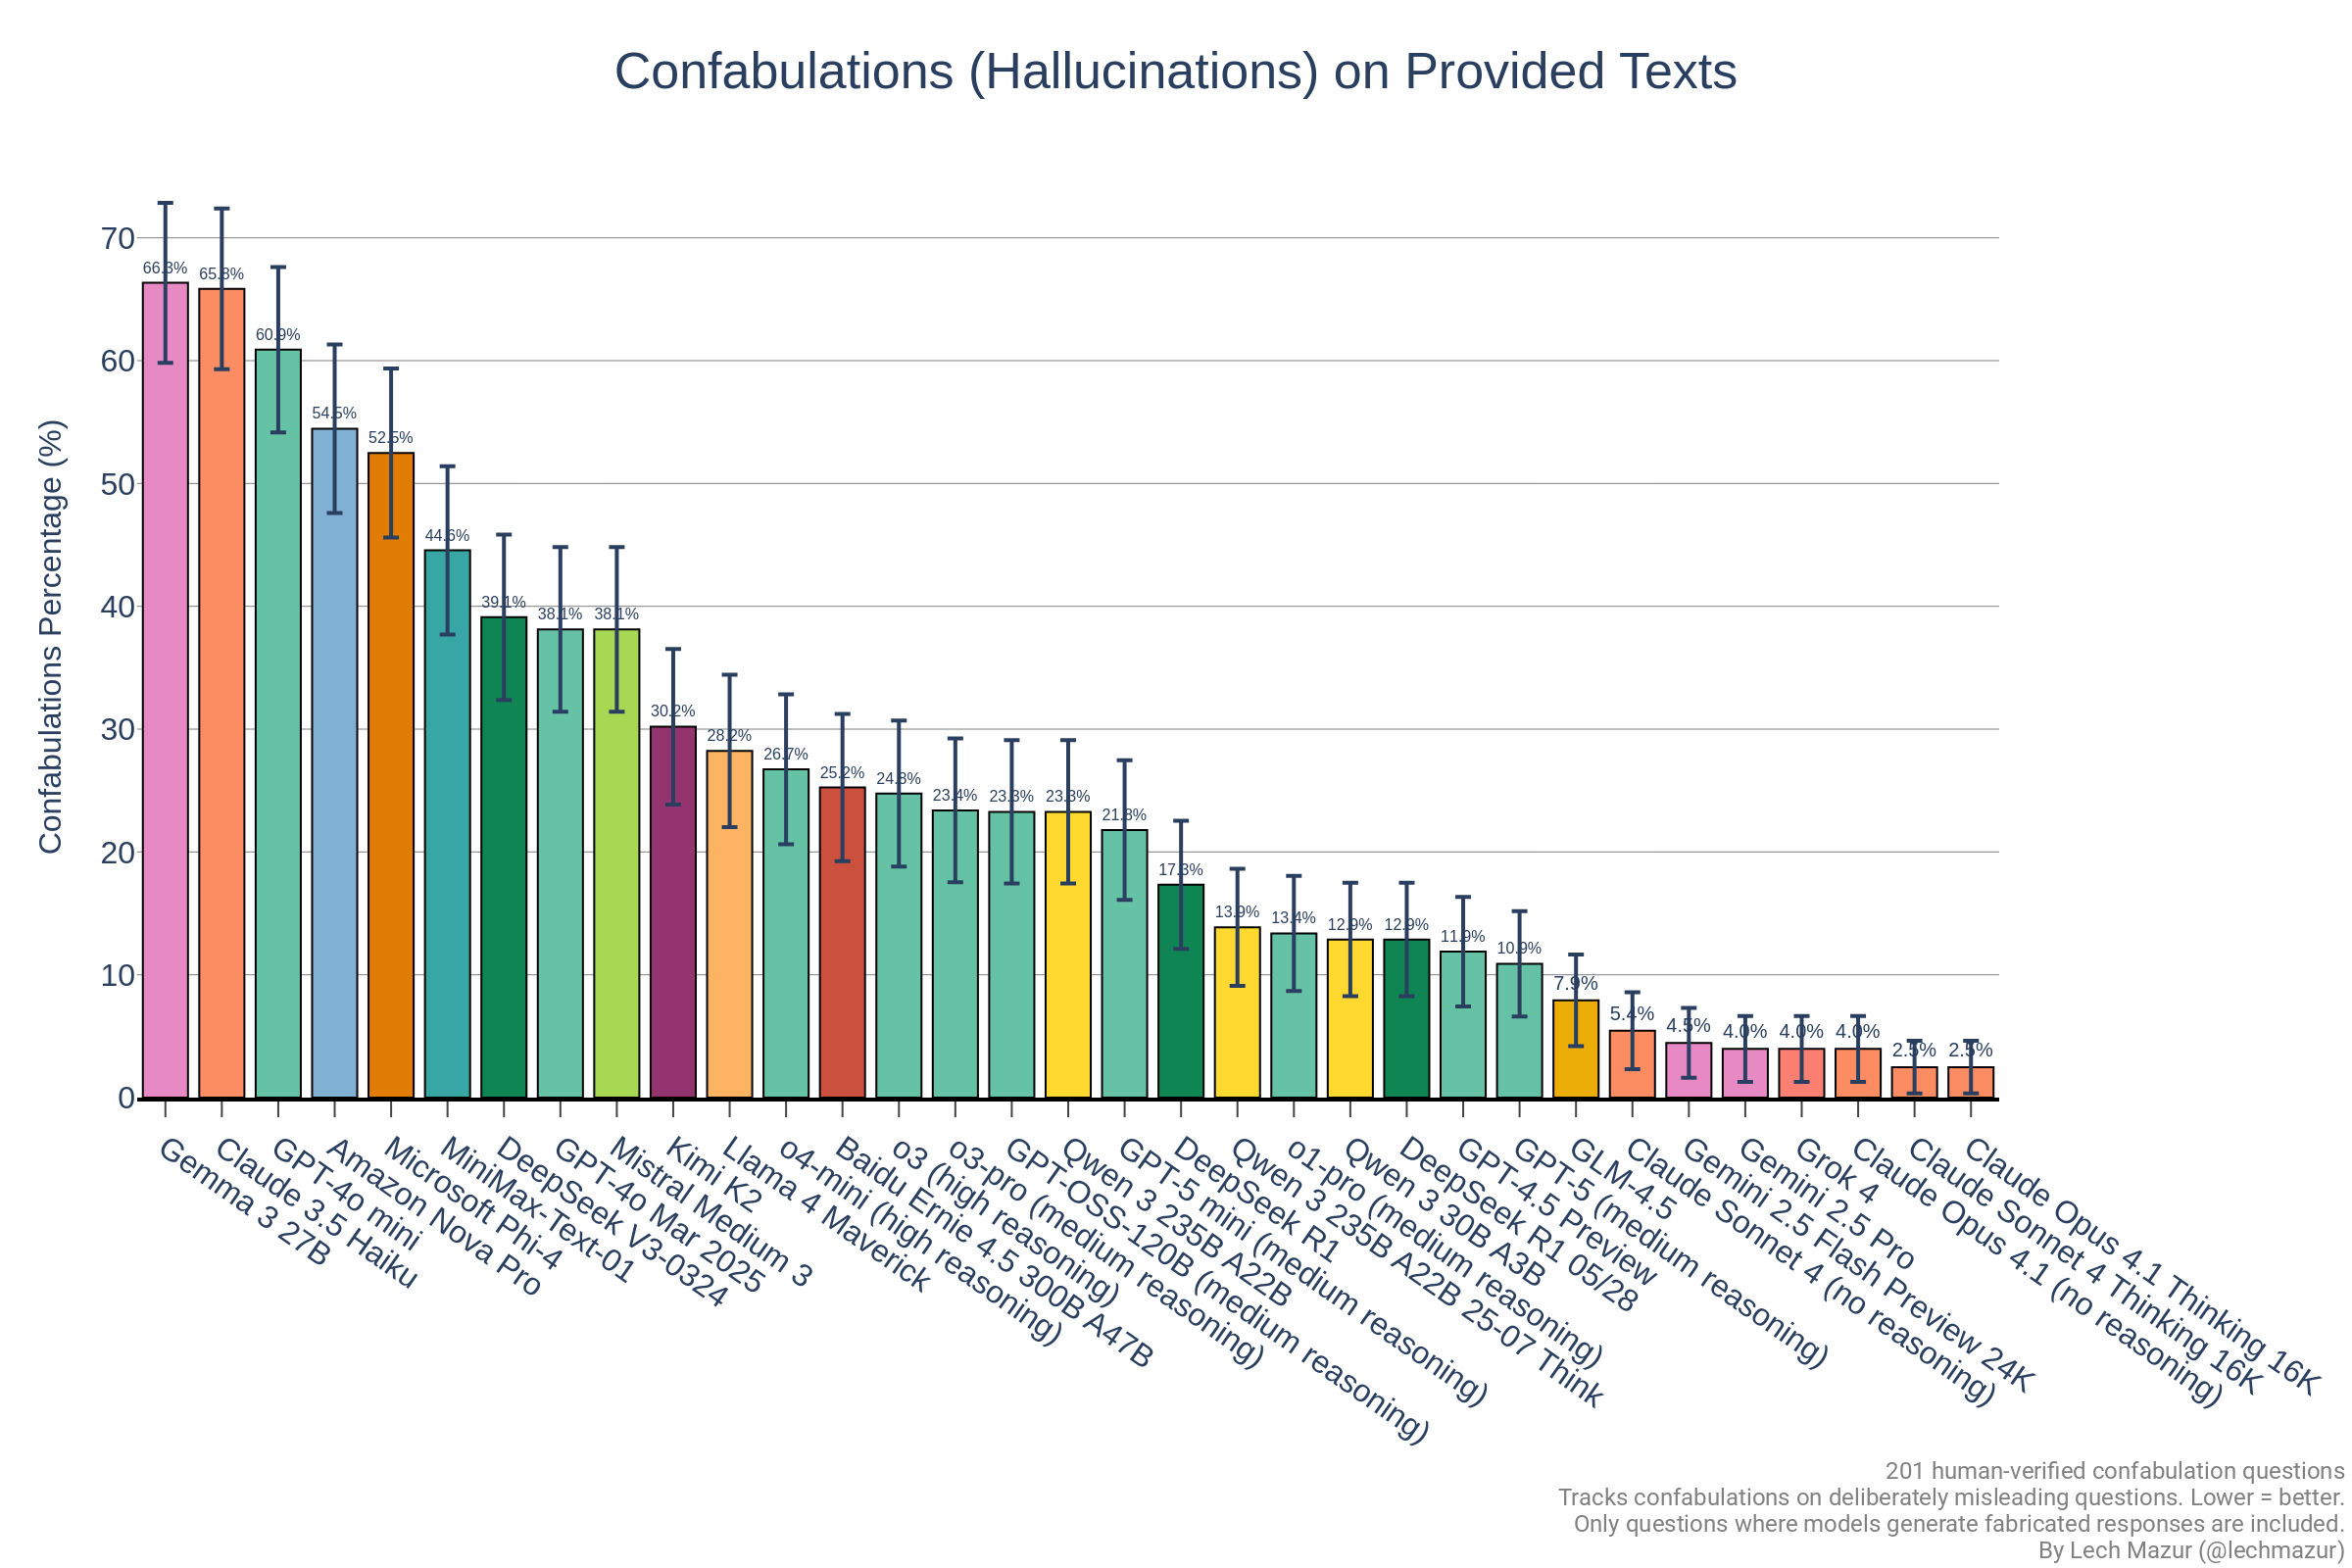 Confabulations (Hallucinations) on Provided Texts
Confabulations Percentage (%)
70
60
50
40
30
20
10
0
66.3%
65.8%
60.9%
54.5%
52.5%
44.6%
39.1%
38.1%
38.1%
30.2%
28.2%
26.7%
25.2%
24.8%
23.4%
23.3%
23.3%
21.8%
17.3%
13.9%
13.4%
12.9%
12.9%
11.9%
10.9%
7.9%
5.4%
4.5%
4.0%
4.0%
4.0%
2.5%
2.5%
Gemma 3 27B
Claude 3.5 Haiku
GPT-4o mini
Amazon Nova Pro
Microsoft Phi-4
MiniMax-Text-01
DeepSeek V3-0324
GPT-4o Mar 2025
Mistral Medium 3
Kimi K2
Llama 4 Maverick
o4-mini (high reasoning)
Baidu Ernie 4.5 300B A47B
o3 (high reasoning)
o3-pro (medium reasoning)
GPT-OSS-120B (medium reasoning)
Qwen 3 235B A22B
GPT-5 mini (medium reasoning)
DeepSeek R1
Qwen 3 235B A22B 25-07 Think
o1-pro (medium reasoning)
Qwen 3 30B A3B
DeepSeek R1 05/28
GPT-4.5 Preview
GPT-5 (medium reasoning)
GLM-4.5
Claude Sonnet 4 (no reasoning)
Gemini 2.5 Flash Preview 24K
Gemini 2.5 Pro
Grok 4
Claude Opus 4.1 (no reasoning)
Claude Sonnet 4 Thinking 16K
Claude Opus 4.1 Thinking 16K
201 human-verified confabulation questions
Tracks confabulations on deliberately misleading questions. Lower = better.
Only questions where models generate fabricated responses are included.
By Lech Mazur (@lechmazur)